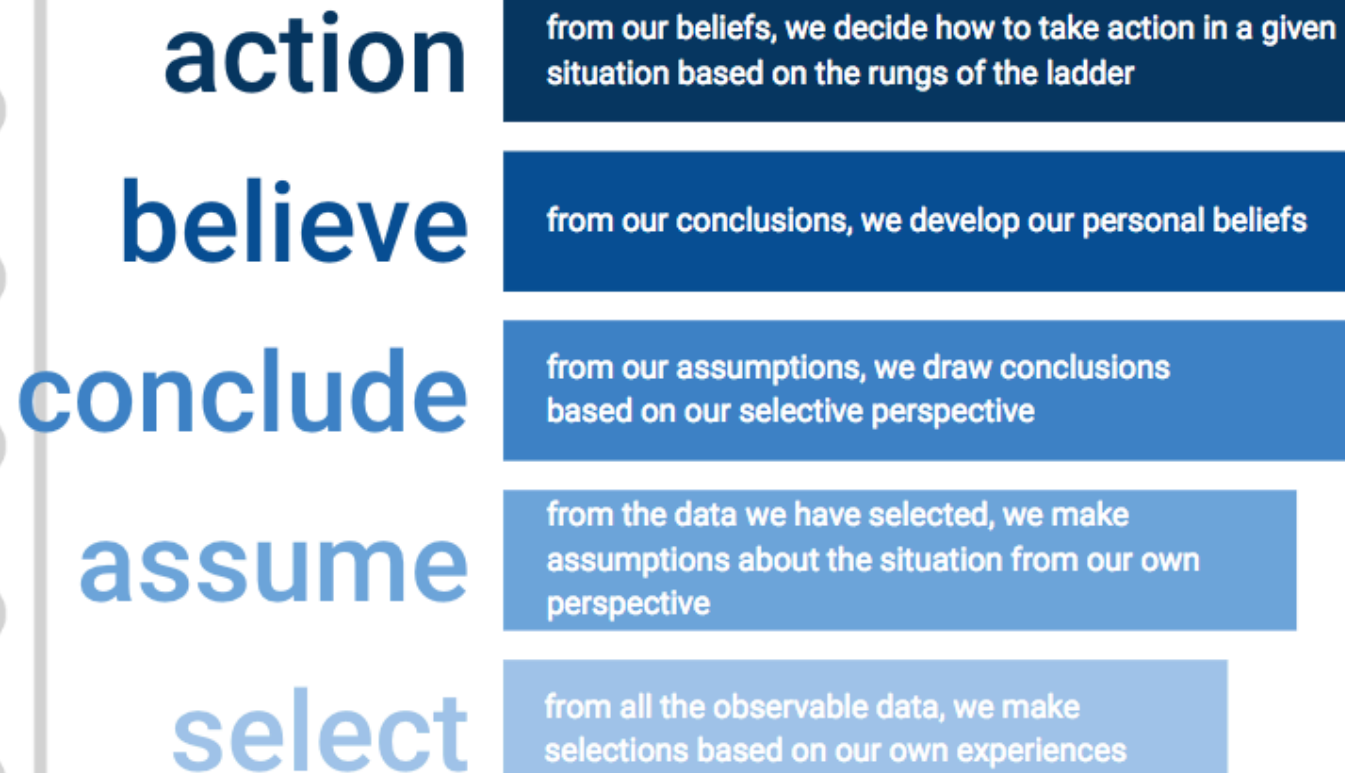 action
from our beliefs, we decide how to take action in a given
situation based on the rungs of the ladder
believe
from our conclusions, we develop our personal beliefs
conclude
from our assumptions, we draw conclusions
based on our selective perspective
assume
from the data we have selected, we make
assumptions about the situation from our own
perspective
select
from all the observable data, we make
selections based on our own experiences